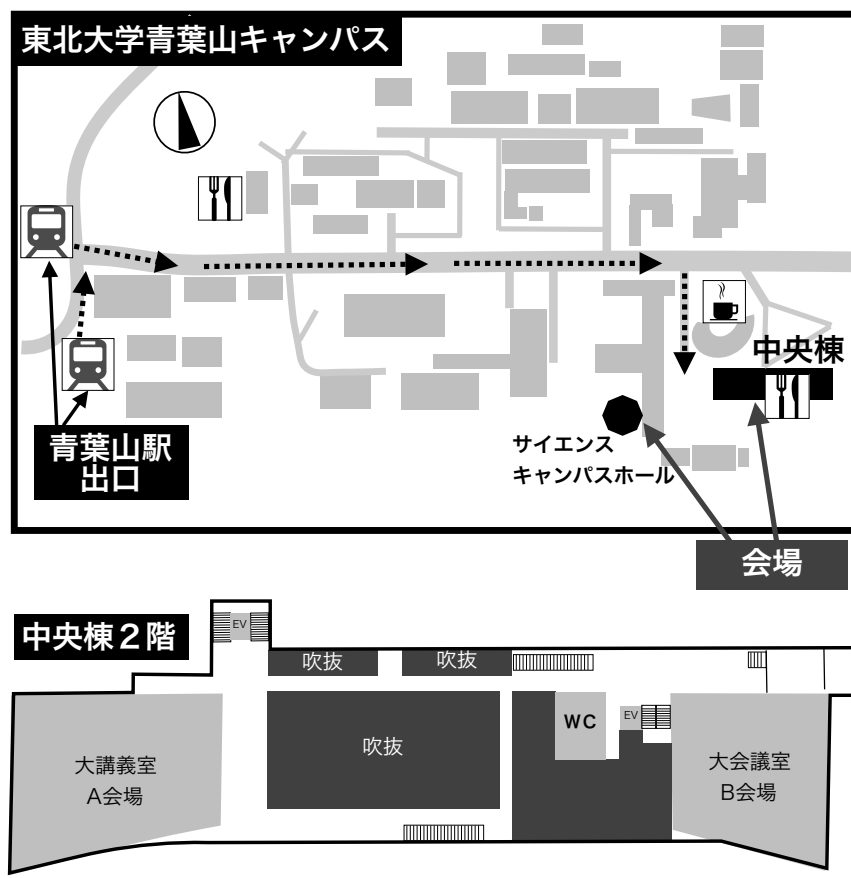 東北大学青葉山キャンパス
中央棟
サイエンス
キャンパスホール
青葉山駅
出口
会場
中央棟２階
EV
吹抜
吹抜
WC
EV
吹抜
大講義室
A会場
大会議室
B会場